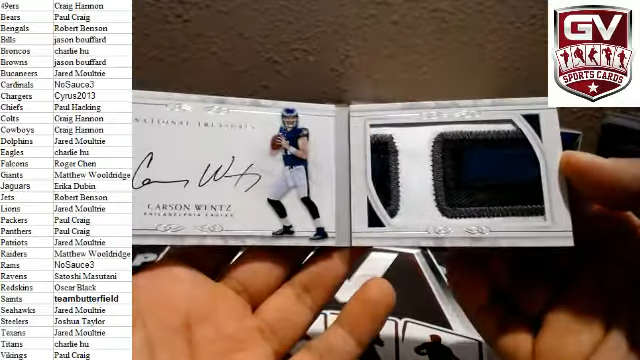 49ers Craig Hannon
Bears Paul Craig
Bengals Robert Benson
Bills jason bouffard
Broncos charlie hu
Browns jason bouffard
Bucaneers Jared Moultrie
Cardinals NoSauce3
Chargers Cyrus2013
Chiefs Paul Hacking
Colts Craig Hannon
Cowboys Craig Hannon
Dolphins Jared Moultrie
Eagles charlie hu
Falcons Roger Chen
Giants Matthew Wooldridge
Jaguars Erika Dubin
Jets Robert Benson
Lions Jared Moultrie
Packers Paul Craig
Panthers Paul Craig
Patriots Jared Moultrie
Raiders Matthew Wooldridge
Rams NoSauce3
Ravens Satoshi Masutani
Redskins Oscar Black
Saints teambutterfield
Seahawks Jared Moultrie
Steelers Joshua Taylor
Texans Jared Moultrie
Titans charlie hu
Vikings Paul Craig
NATIONAL TREASURES
Carson Wentz
CARSON WENTZ
PHILADELPHIA EAGLES
GV
SPORTS CARDS